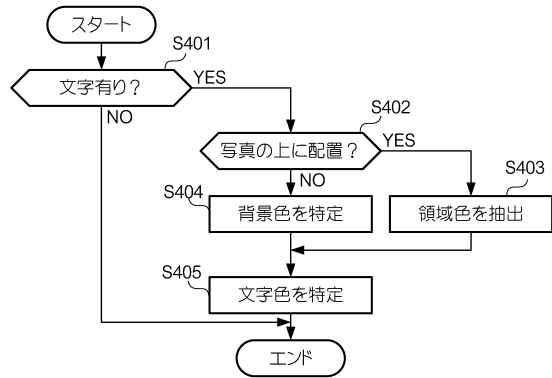 スタート
S401
文字有り？
YES
NO
S402
写真の上に配置？
YES
NO
S403
領域色を抽出
S404
背景色を特定
S405
文字色を特定
エンド